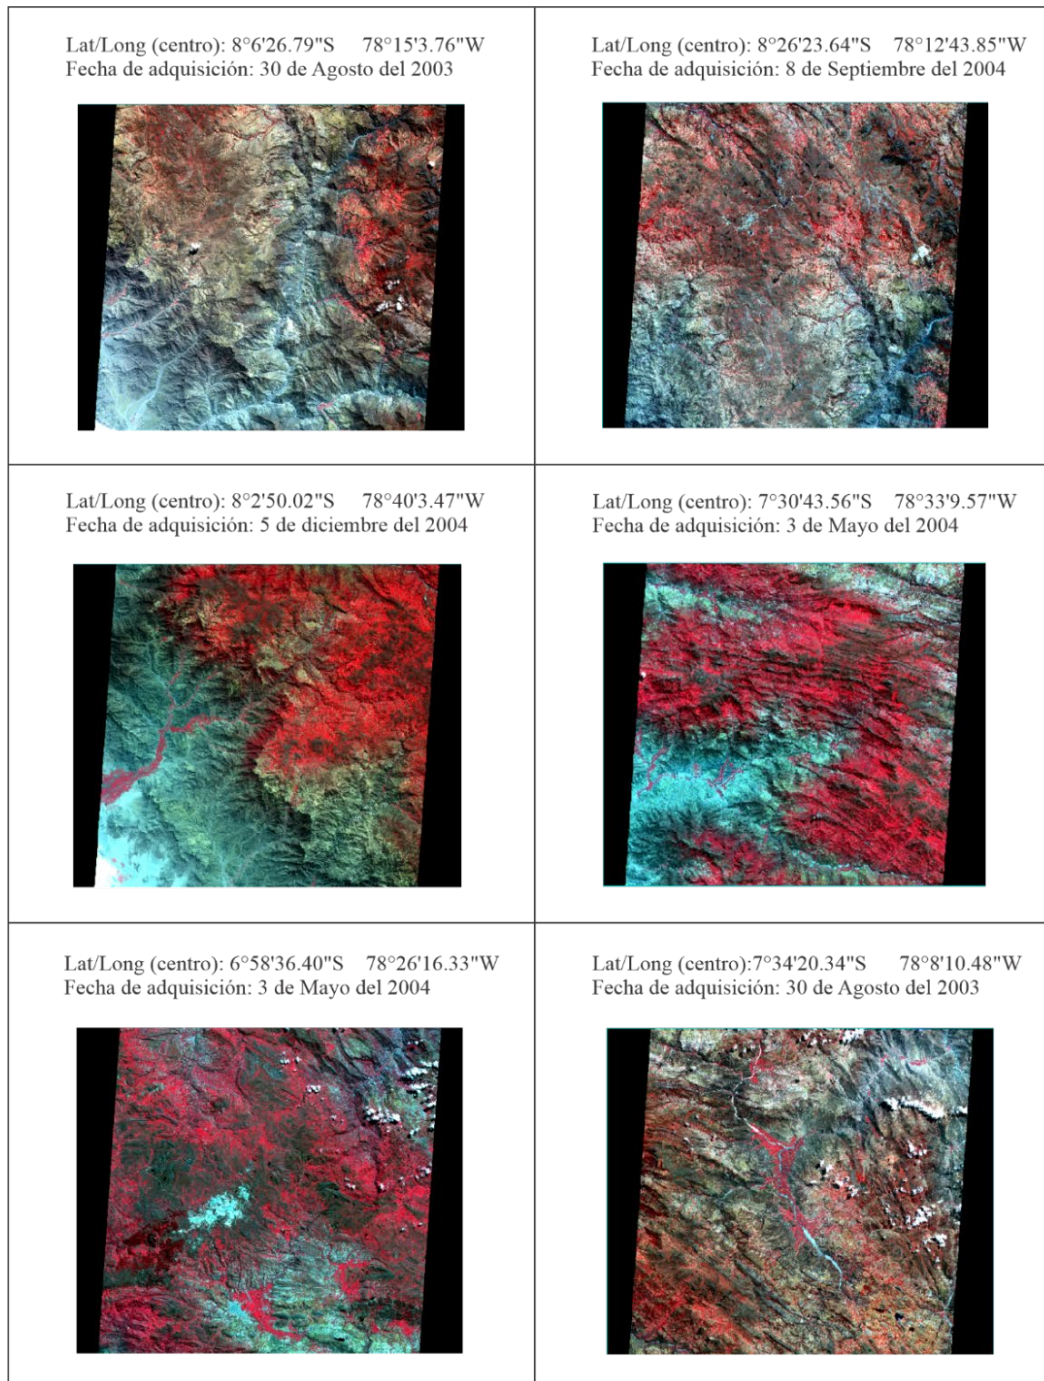 Lat/Long (centro): 8°6'26.79"S 78°15'3.76"W
Fecha de adquisición: 30 de Agosto del 2003
Lat/Long (centro): 8°26'23.64"S 78°12'43.85"W
Fecha de adquisición: 8 de Septiembre del 2004
Lat/Long (centro): 8°2'50.02"S 78°40'3.47"W
Fecha de adquisición: 5 de diciembre del 2004
Lat/Long (centro): 7°30'43.56"S 78°33'9.57"W
Fecha de adquisición: 3 de Mayo del 2004
Lat/Long (centro): 6°58'36.40"S 78°26'16.33"W
Fecha de adquisición: 3 de Mayo del 2004
Lat/Long (centro):7°34'20.34"S 78°8'10.48"W
Fecha de adquisición: 30 de Agosto del 2003